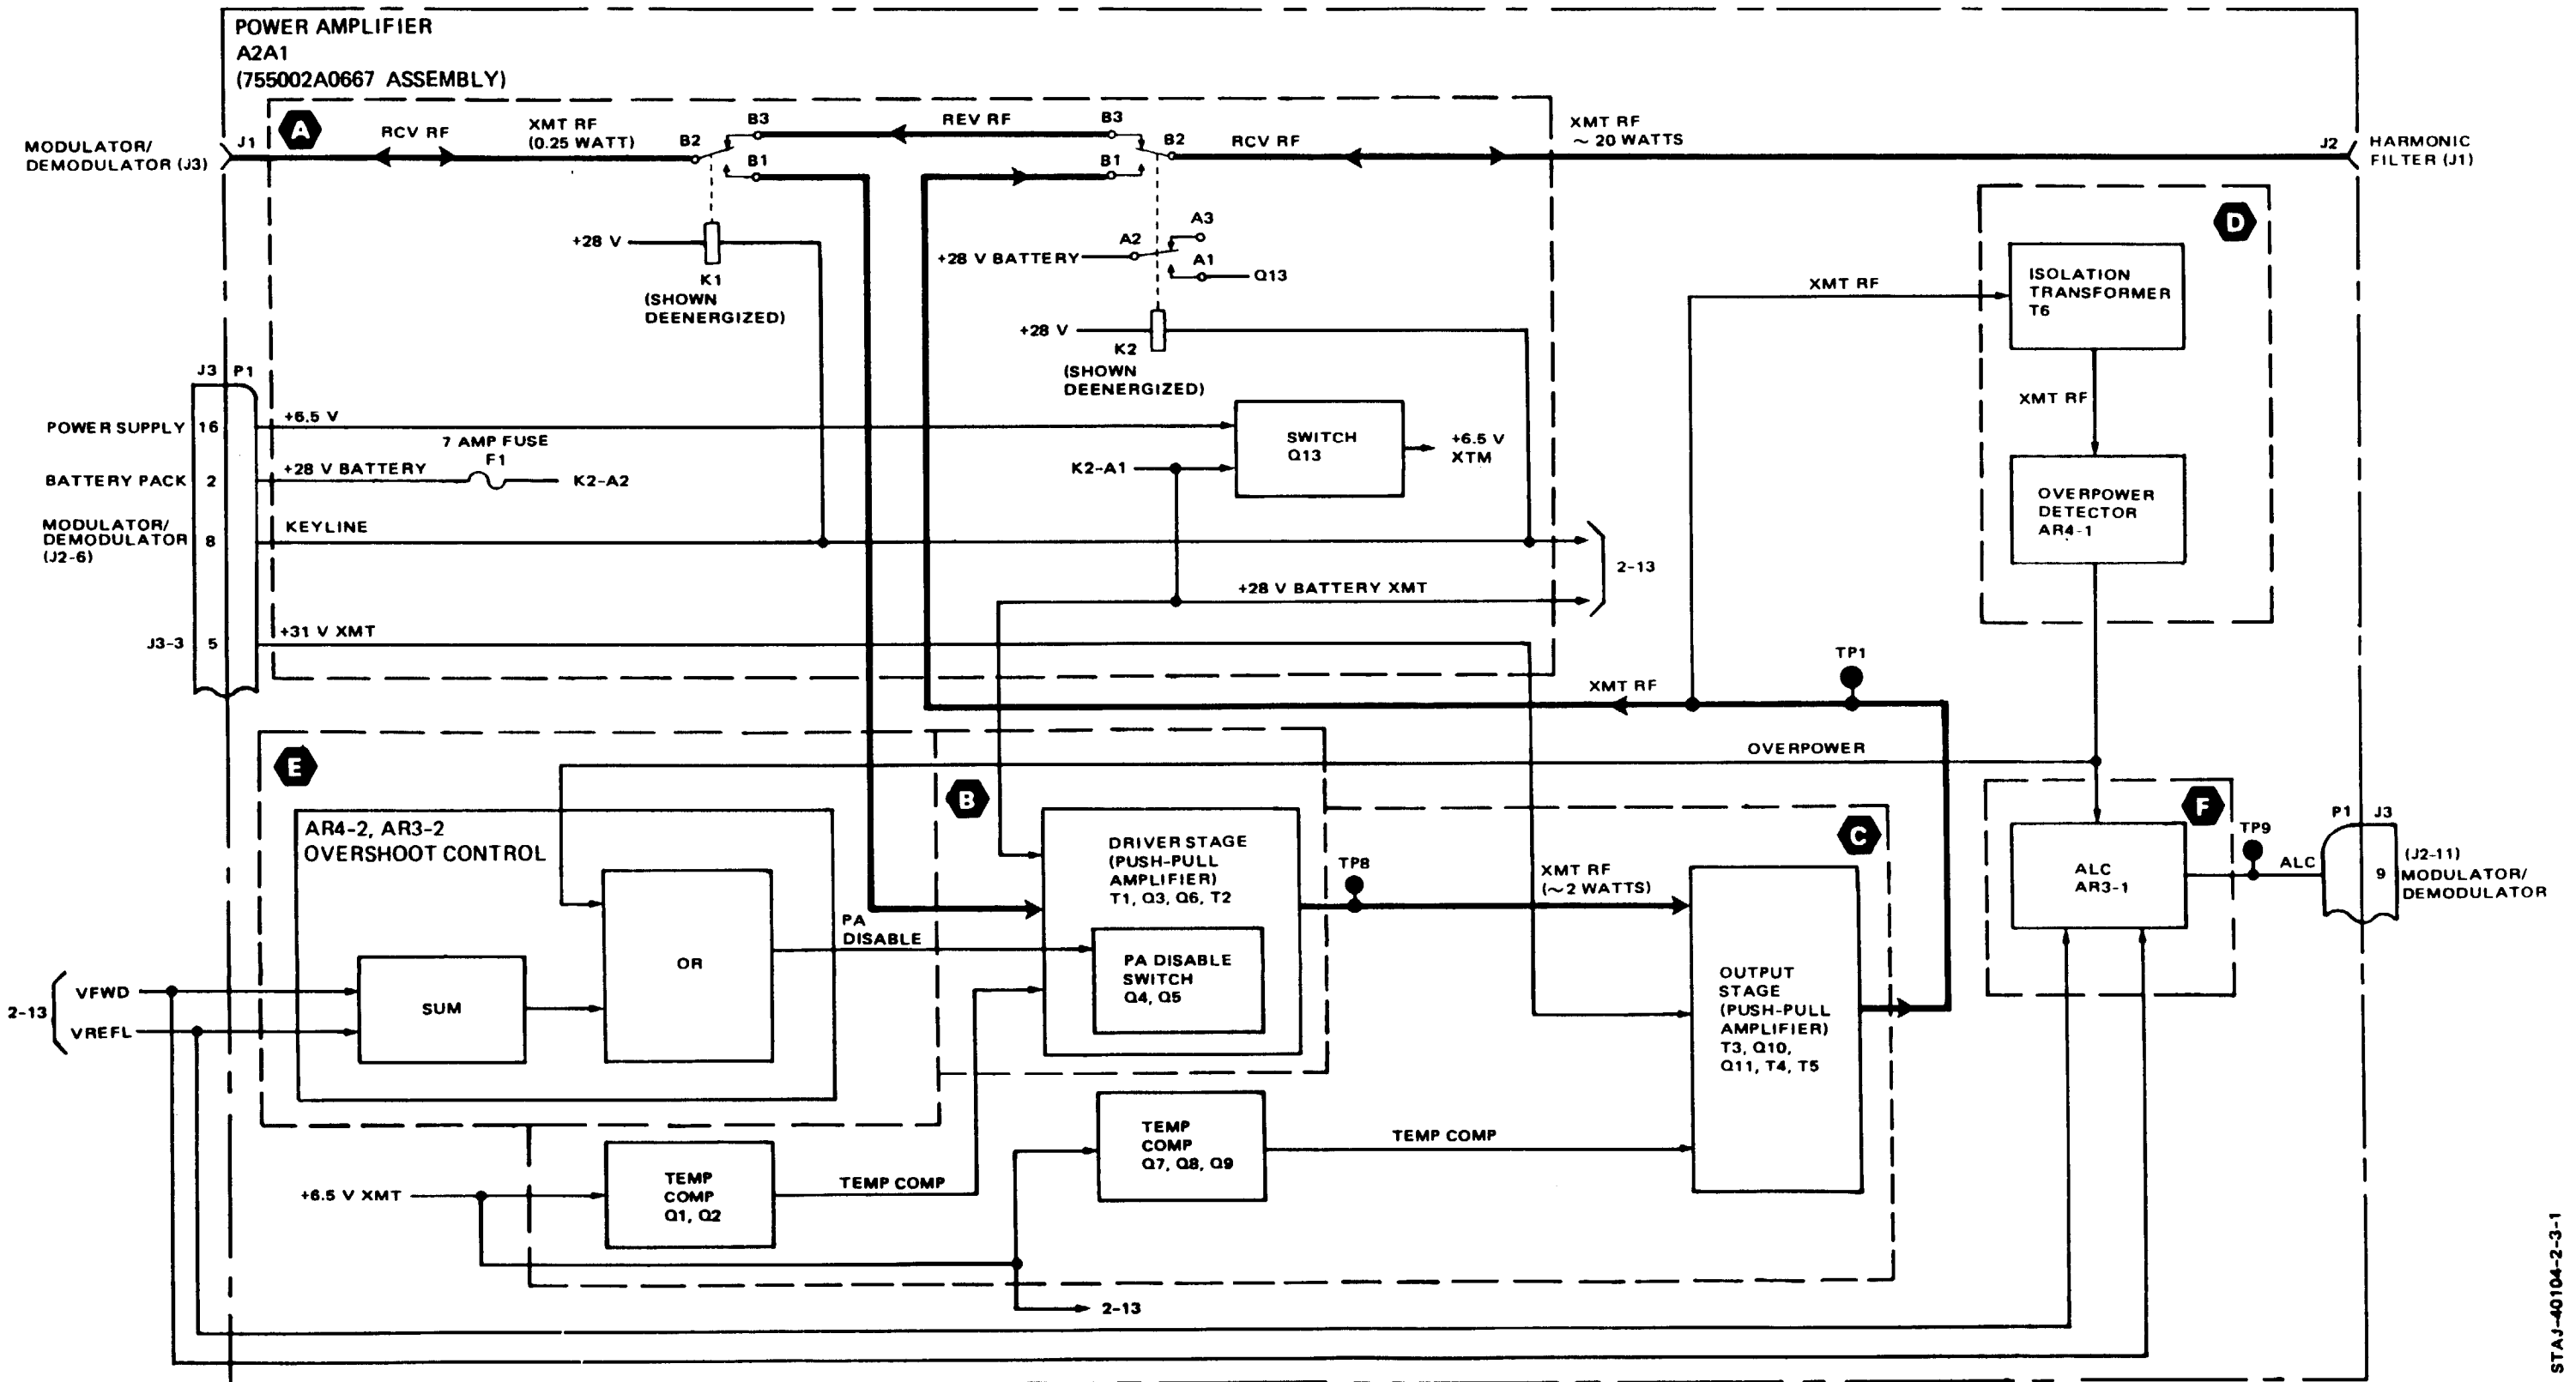 POWER AMPLIFIER
A2A1
(755002A0667 ASSEMBLY)
MODULATOR/
DEMODULATOR (J3)
J1
A
RCV RF
XMT RF
(0.25 WATT)
B2
B3
B1
REV RF
B3
B1
B2
RCV RF
XMT RF
~ 20 WATTS
J2
HARMONIC
FILTER (J1)
+28 V
K1
(SHOWN
DEENERGIZED)
+28 V BATTERY
A2
A3
A1
Q13
+28 V
K2
(SHOWN
DEENERGIZED)
D
ISOLATION
TRANSFORMER
T6
XMT RF
XMT RF
OVERPOWER
DETECTOR
AR4-1
J3 P1
POWER SUPPLY 16
+6.5 V
7 AMP FUSE
F1
BATTERY PACK 2
+28 V BATTERY
K2-A2
MODULATOR/
DEMODULATOR
(J2-6)
8
KEYLINE
J3-3 5
+31 V XMT
K2-A1
SWITCH
Q13
+6.5 V
XTM
2-13
+28 V BATTERY XMT
TP1
XMT RF
OVERPOWER
E
AR4-2, AR3-2
OVERSHOOT CONTROL
SUM
OR
PA
DISABLE
2-13
VFWD
VREFL
B
DRIVER STAGE
(PUSH-PULL
AMPLIFIER)
T1, Q3, Q6, T2
PA DISABLE
SWITCH
Q4, Q5
TP8
XMT RF
(~2 WATTS)
C
OUTPUT
STAGE
(PUSH-PULL
AMPLIFIER)
T3, Q10,
Q11, T4, T5
F
ALC
AR3-1
TP9
ALC
P1 J3
9
(J2-11)
MODULATOR/
DEMODULATOR
+6.5 V XMT
TEMP
COMP
Q1, Q2
TEMP COMP
TEMP
COMP
Q7, Q8, Q9
TEMP COMP
2-13
STAJ-40104-2-3-1